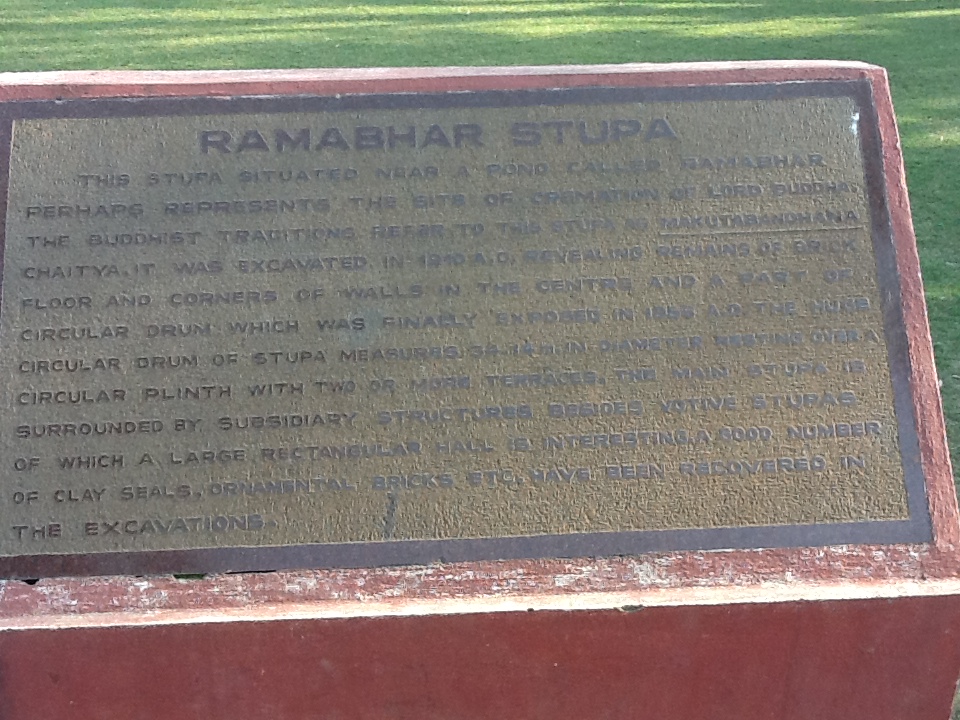 RAMABHAR STUPA
THIS STUPA SITUATED NEAR A POND CALLED RAMABHAR
PERHAPS REPRESENTS THE SITE OF CREMATION OF LORD BUDDHA.
THE BUDDHIST TRADITIONS REFER TO THIS STUPA AS MAKUTABANDHANA
CHAITYA. IT WAS EXCAVATED IN 1910 A.D. REVEALING REMAINS OF BRICK
FLOOR AND CORNERS OF WALLS IN THE CENTRE AND A PART OF
CIRCULAR DRUM WHICH WAS FINALLY EXPOSED IN 1956 A.D. THE HUGE
CIRCULAR DRUM OF STUPA MEASURES 34.14 M. IN DIAMETER RESTING OVER A
CIRCULAR PLINTH WITH TWO OR MORE TERRACES. THE MAIN STUPA IS
SURROUNDED BY SUBSIDIARY STRUCTURES BESIDES VOTIVE STUPAS
OF WHICH A LARGE RECTANGULAR HALL IS INTERESTING. A GOOD NUMBER
OF CLAY SEALS, ORNAMENTAL BRICKS ETC. HAVE BEEN RECOVERED IN
THE EXCAVATIONS.